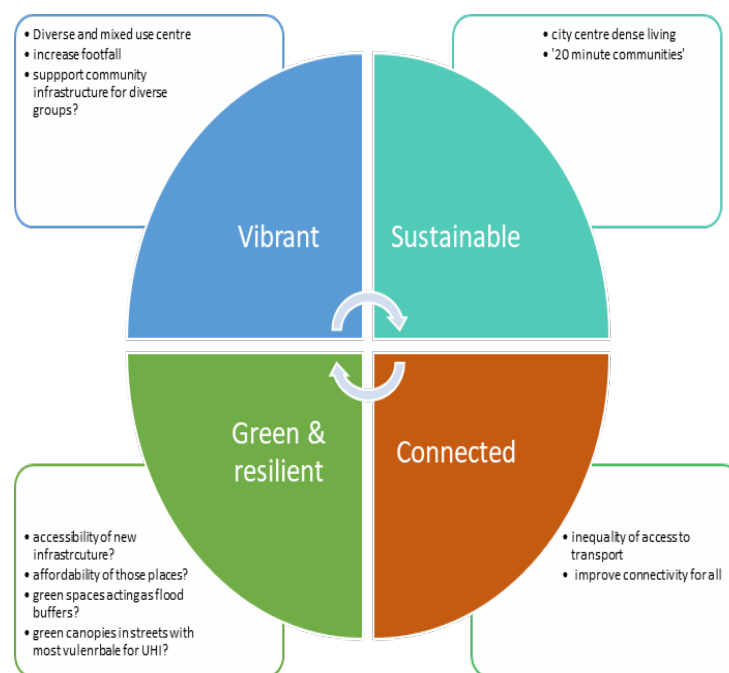 • Diverse and mixed use centre
• increase footfall
• suppport community
infrastructure for diverse
groups?
• city centre dense living
• '20 minute communities'
Vibrant
Sustainable
Green &
resilient
Connected
• accessibility of new
infrastrcuture?
• affordability of those places?
• green spaces acting as flood
buffers?
• green canopies in streets with
most vulenrbale for UHI?
• inequality of access to
transport
• improve connectivity for all